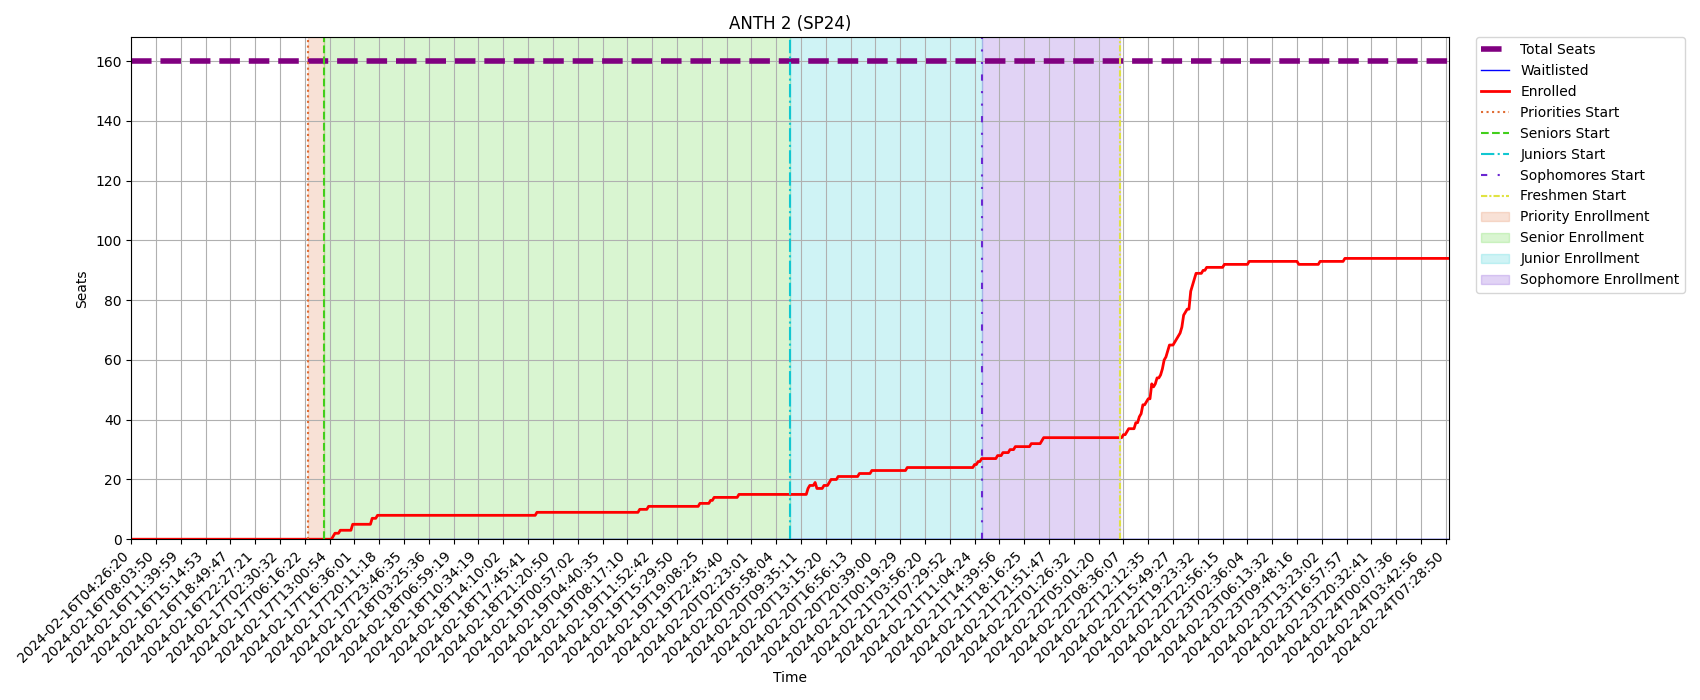 ANTH 2 (SP24)
Seats
160
140
120
100
80
60
40
20
0
Total Seats
Waitlisted
Enrolled
Priorities Start
Seniors Start
Juniors Start
Sophomores Start
Freshmen Start
Priority Enrollment
Senior Enrollment
Junior Enrollment
Sophomore Enrollment
2024-02-16T04:26:20
2024-02-16T08:03:50
2024-02-16T11:39:59
2024-02-16T15:14:53
2024-02-16T18:49:47
2024-02-16T22:27:21
2024-02-17T02:30:32
2024-02-17T06:16:22
2024-02-17T13:00:54
2024-02-17T16:36:01
2024-02-17T20:11:18
2024-02-17T23:46:35
2024-02-18T03:25:36
2024-02-18T06:59:19
2024-02-18T10:34:19
2024-02-18T14:10:02
2024-02-18T17:45:41
2024-02-18T21:20:50
2024-02-19T00:57:02
2024-02-19T04:40:35
2024-02-19T08:17:10
2024-02-19T11:52:42
2024-02-19T15:29:50
2024-02-19T19:08:25
2024-02-19T22:45:40
2024-02-20T02:23:01
2024-02-20T05:58:04
2024-02-20T09:35:11
2024-02-20T13:15:20
2024-02-20T16:56:13
2024-02-20T20:39:00
2024-02-21T00:19:29
2024-02-21T03:56:20
2024-02-21T07:29:52
2024-02-21T11:04:24
2024-02-21T14:39:56
2024-02-21T18:16:25
2024-02-21T21:51:47
2024-02-22T01:26:32
2024-02-22T05:01:20
2024-02-22T08:36:07
2024-02-22T12:12:35
2024-02-22T15:49:27
2024-02-22T19:23:32
2024-02-22T22:56:15
2024-02-23T02:36:04
2024-02-23T06:13:32
2024-02-23T09:48:16
2024-02-23T13:23:02
2024-02-23T16:57:57
2024-02-23T20:32:41
2024-02-24T00:07:36
2024-02-24T03:42:56
2024-02-24T07:28:50
Time